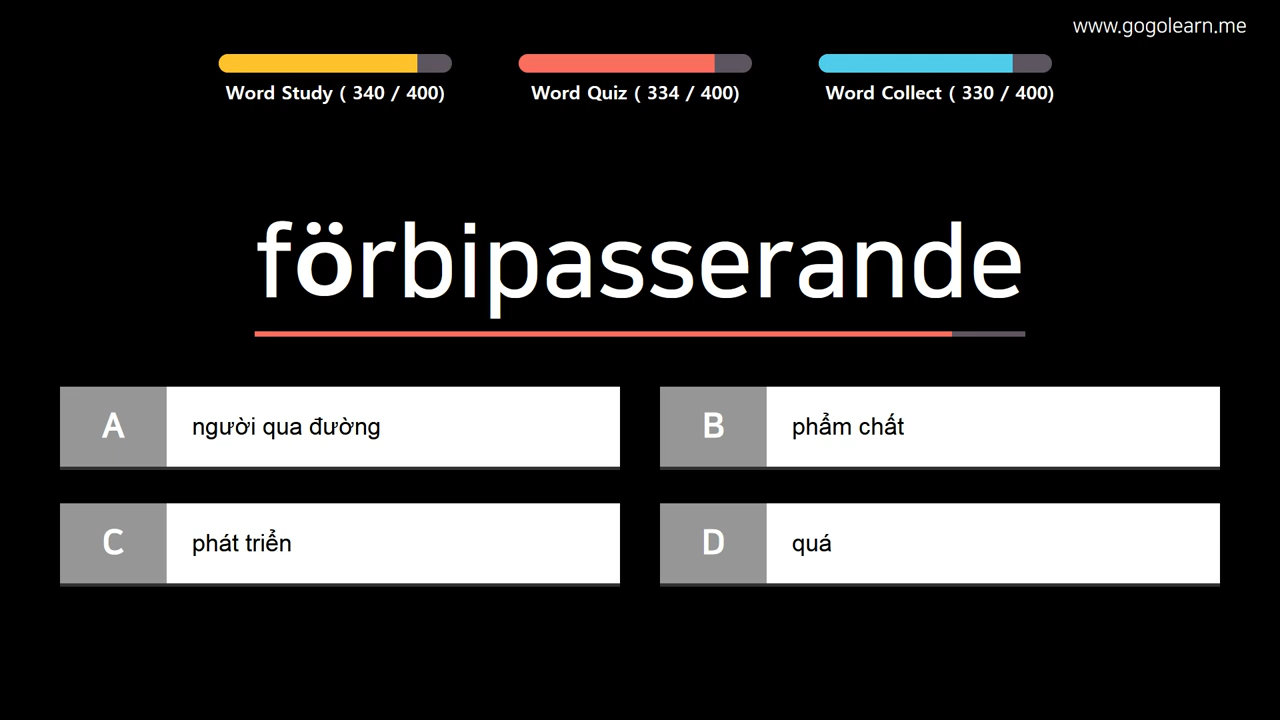 www.gogolearn.me
Word Study ( 340 / 400)
Word Quiz ( 334 / 400)
Word Collect ( 330 / 400)
förbipasserande
A người qua đường
B phẩm chất
C phát triển
D quá